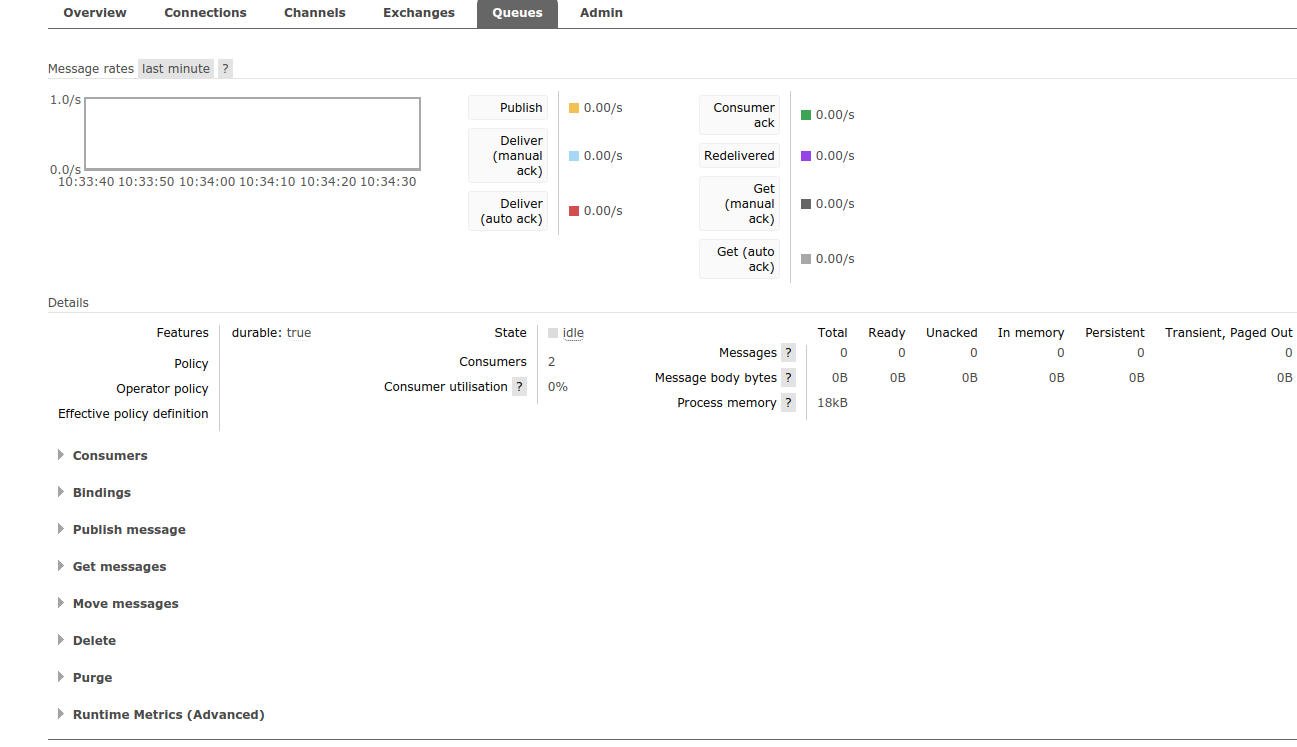 Overview Connections Channels Exchanges Queues Admin
Message rates last minute ?
1.0/s
0.0/s
10:33:40 10:33:50 10:34:00 10:34:10 10:34:20 10:34:30
Publish 0.00/s
Deliver
(manual
ack) 0.00/s
Deliver
(auto ack) 0.00/s
Consumer
ack 0.00/s
Redelivered 0.00/s
Get
(manual
ack) 0.00/s
Get (auto
ack) 0.00/s
Details
Features durable: true
Policy
Operator policy
Effective policy definition
State idle
Consumers 2
Consumer utilisation ? 0%
Total Ready Unacked In memory Persistent Transient, Paged Out
Messages ? 0 0 0 0 0 0
Message body bytes ? 0B 0B 0B 0B 0B 0B
Process memory ? 18kB
Consumers
Bindings
Publish message
Get messages
Move messages
Delete
Purge
Runtime Metrics (Advanced)